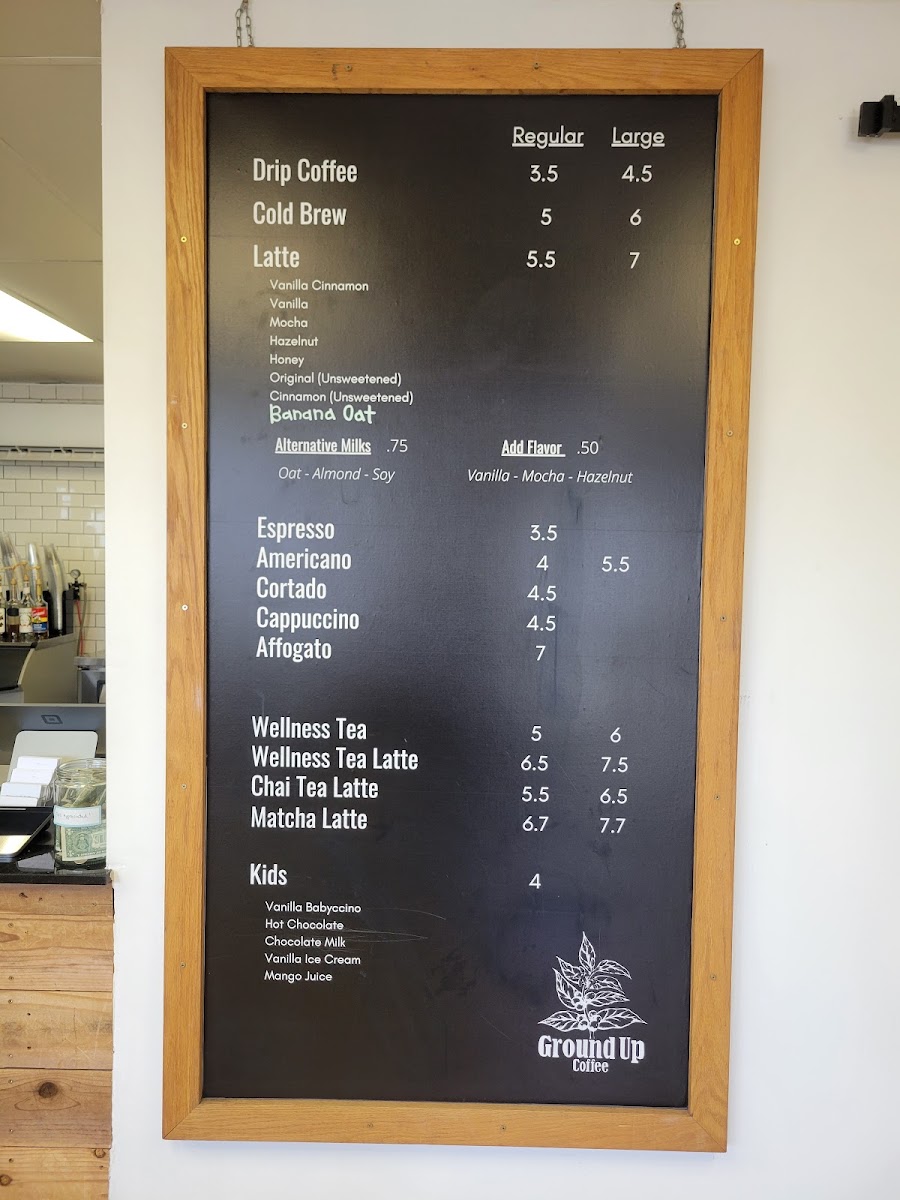 Regular Large
Drip Coffee 3.5 4.5
Cold Brew 5 6
Latte 5.5 7
Vanilla Cinnamon
Vanilla
Mocha
Hazelnut
Honey
Original (Unsweetened)
Cinnamon (Unsweetened)
Banana Oat
Alternative Milks .75 Add Flavor .50
Oat - Almond - Soy Vanilla - Mocha - Hazelnut
Espresso 3.5
Americano 4 5.5
Cortado 4.5
Cappuccino 4.5
Affogato 7
Wellness Tea 5 6
Wellness Tea Latte 6.5 7.5
Chai Tea Latte 5.5 6.5
Matcha Latte 6.7 7.7
Kids 4
Vanilla Babyccino
Hot Chocolate
Chocolate Milk
Vanilla Ice Cream
Mango Juice
Ground Up
Coffee